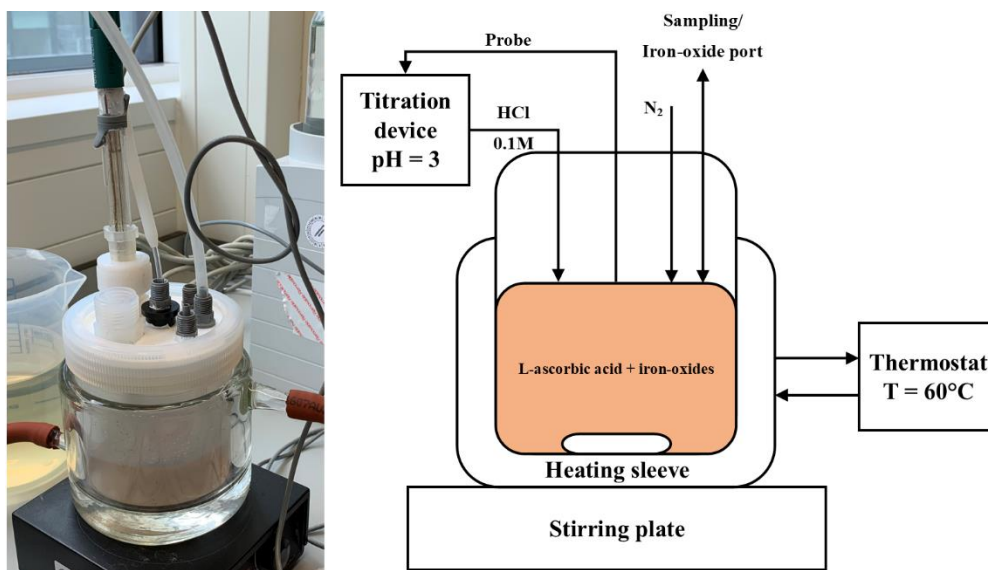 Sampling/
Iron-oxide port
Probe
Titration
device
pH = 3
HCl
0.1M
N₂
L-ascorbic acid + iron-oxides
Thermostat
T = 60°C
Heating sleeve
Stirring plate